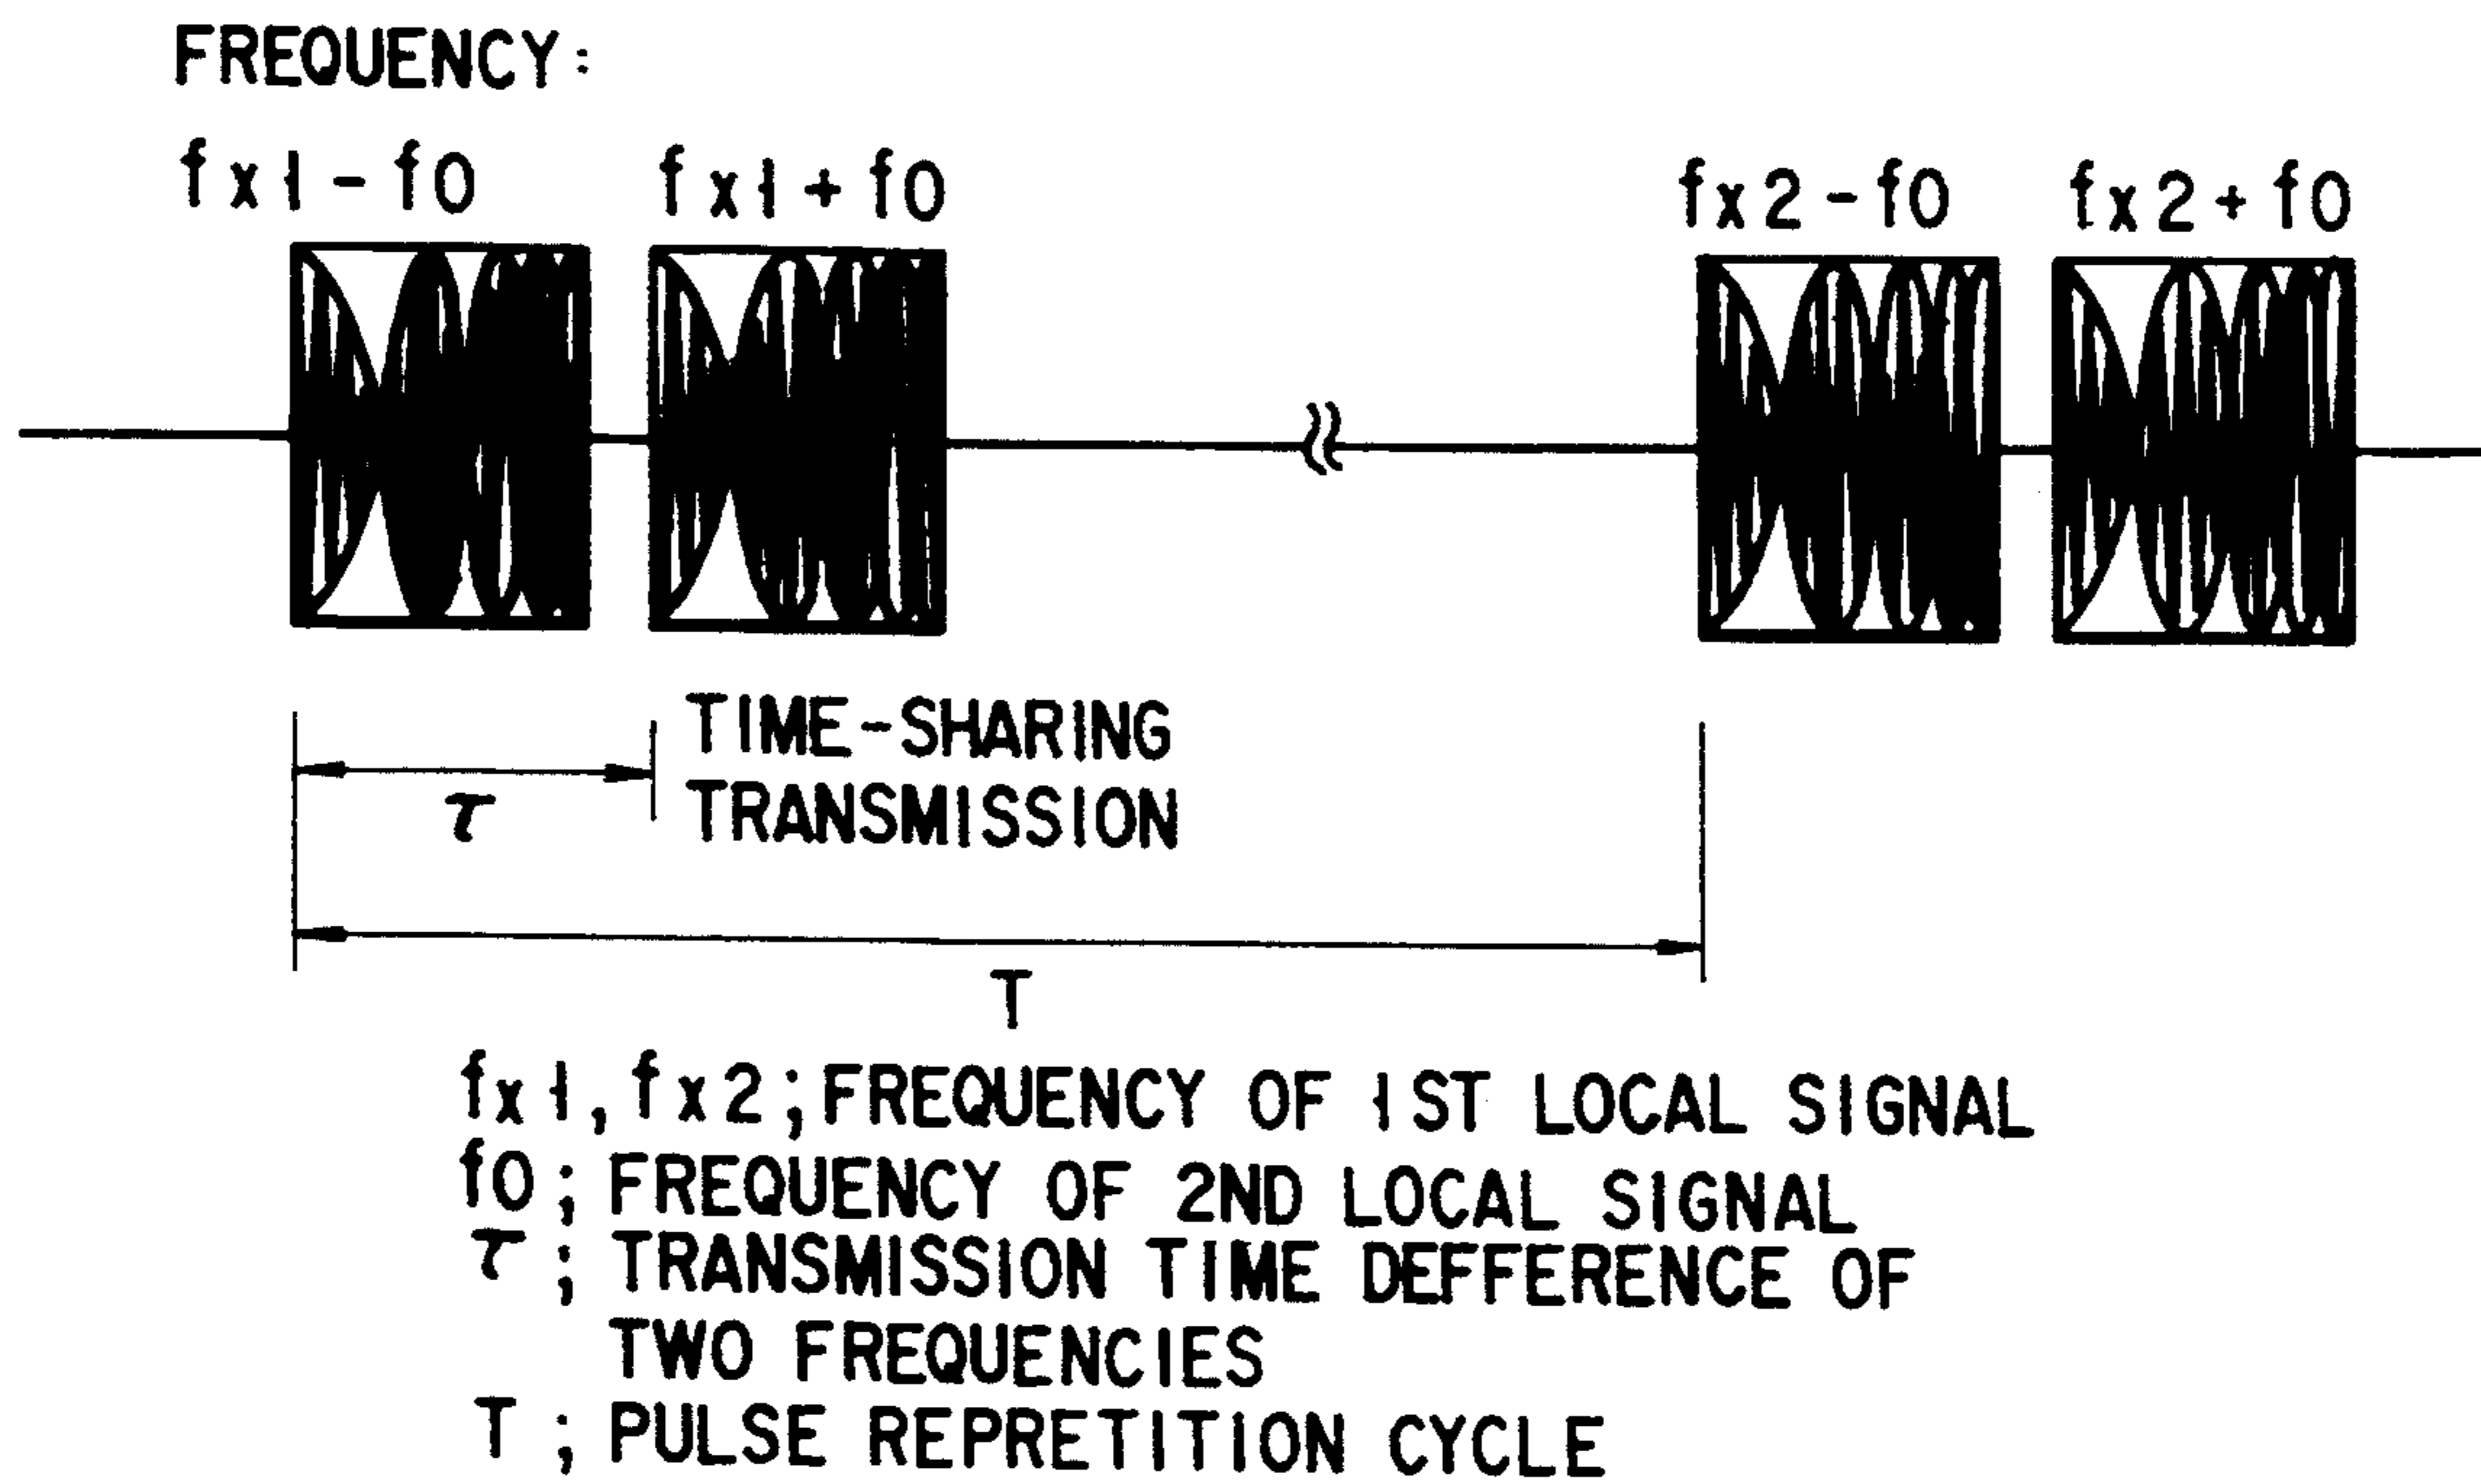 FREQUENCY:
fx1-f0 fx1+f0 fx2-f0 fx2+f0
TIME-SHARING
TRANSMISSION
τ
T
fx1, fx2; FREQUENCY OF 1ST LOCAL SIGNAL
f0; FREQUENCY OF 2ND LOCAL SIGNAL
τ; TRANSMISSION TIME DEFFERENCE OF
TWO FREQUENCIES
T; PULSE REPRETITION CYCLE